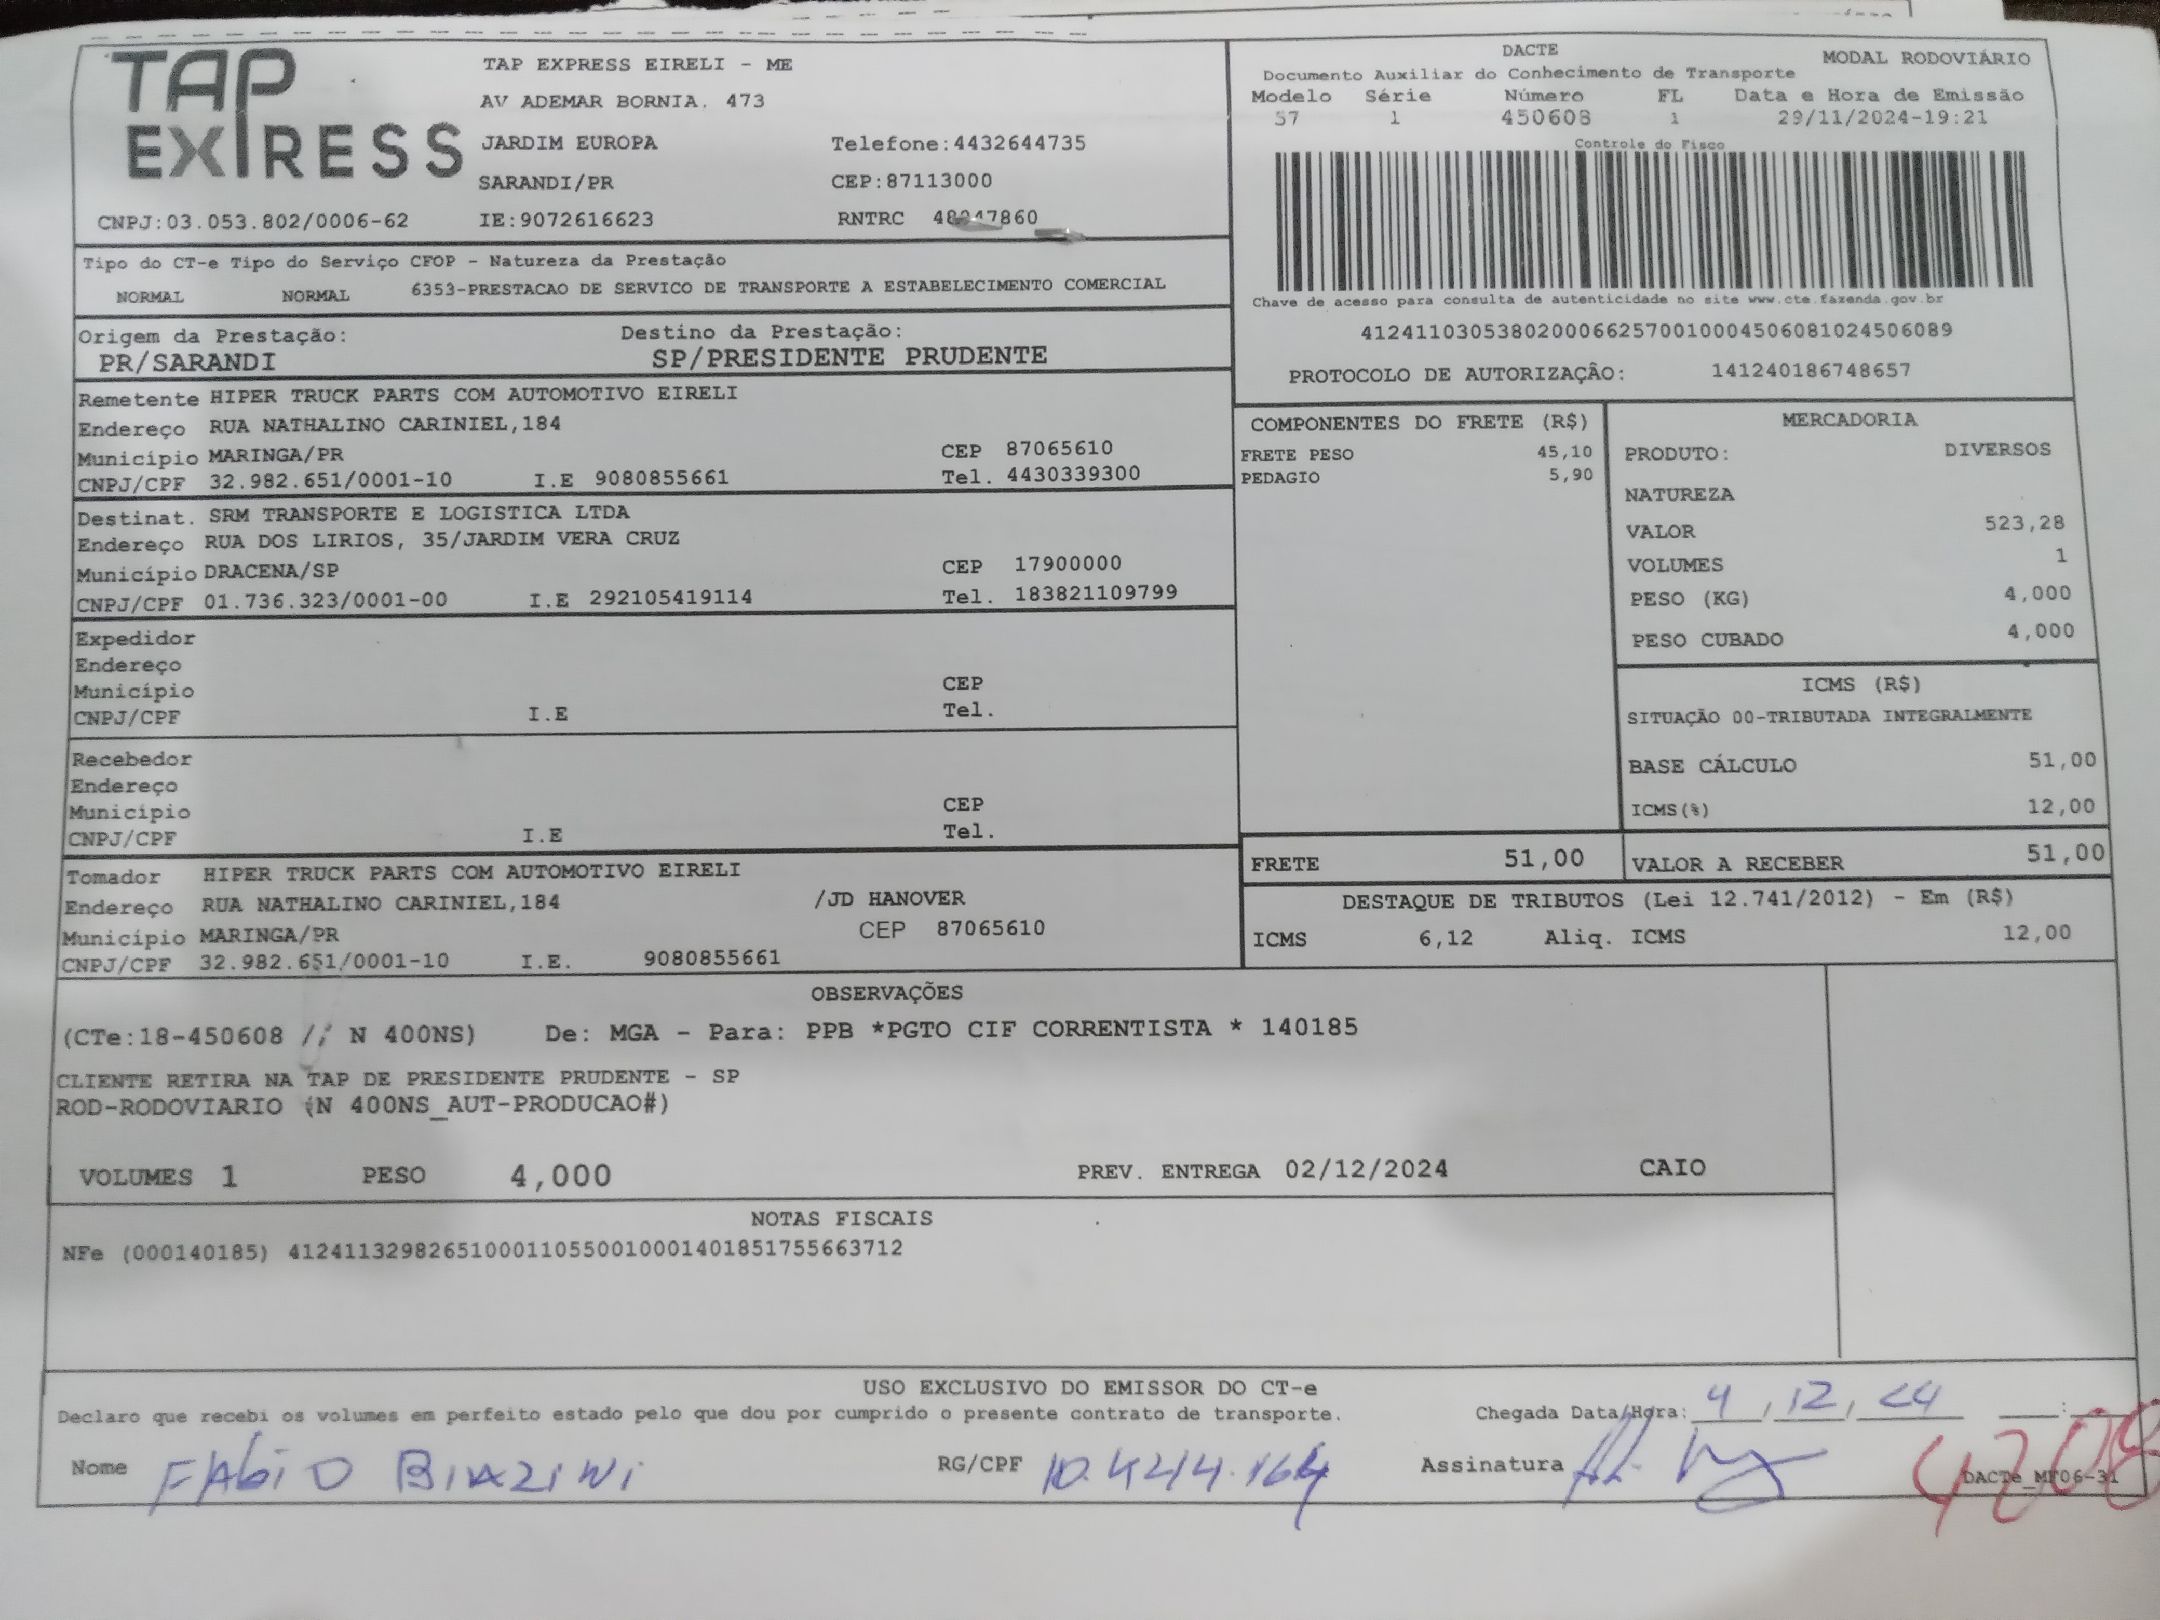 TAP
EXPRESS
TAP EXPRESS EIRELI - ME
AV ADEMAR BORNIA. 473
JARDIM EUROPA Telefone:4432644735
SARANDI/PR CEP:87113000
CNPJ:03.053.802/0006-62 IE:9072616623 RNTRC
DACTE MODAL RODOVIÁRIO
Documento Auxiliar do Conhecimento de Transporte
Modelo Série Número FL Data e Hora de Emissão
57 1 450608 1 29/11/2024-19:21
Controle do Fisco
Chave de acesso para consulta de autenticidade no site www.cte.fazenda.gov.br
41241103053802000662570010004506081024506089
PROTOCOLO DE AUTORIZAÇÃO: 141240186748657
Tipo do CT-e Tipo do Serviço CFOP - Natureza da Prestação
NORMAL NORMAL 6353-PRESTACAO DE SERVICO DE TRANSPORTE A ESTABELECIMENTO COMERCIAL
Origem da Prestação: Destino da Prestação:
PR/SARANDI SP/PRESIDENTE PRUDENTE
Remetente HIPER TRUCK PARTS COM AUTOMOTIVO EIRELI
Endereço RUA NATHALINO CARINIEL,184
Município MARINGA/PR CEP 87065610
CNPJ/CPF 32.982.651/0001-10 I.E 9080855661 Tel. 4430339300
Destinat. SRM TRANSPORTE E LOGISTICA LTDA
Endereço RUA DOS LIRIOS, 35/JARDIM VERA CRUZ
Município DRACENA/SP CEP 17900000
CNPJ/CPF 01.736.323/0001-00 I.E 292105419114 Tel. 183821109799
Expedidor
Endereço
Município CEP
CNPJ/CPF I.E Tel.
Recebedor
Endereço
Município CEP
CNPJ/CPF I.E Tel.
Tomador HIPER TRUCK PARTS COM AUTOMOTIVO EIRELI
Endereço RUA NATHALINO CARINIEL,184 /JD HANOVER
Município MARINGA/PR CEP 87065610
CNPJ/CPF 32.982.651/0001-10 I.E. 9080855661
COMPONENTES DO FRETE (R$)
FRETE PESO 45,10
PEDAGIO 5,90
MERCADORIA
PRODUTO: DIVERSOS
NATUREZA
VALOR 523,28
VOLUMES 1
PESO (KG) 4,000
PESO CUBADO 4,000
ICMS (R$)
SITUAÇÃO 00-TRIBUTADA INTEGRALMENTE
BASE CÁLCULO 51,00
ICMS(%) 12,00
FRETE 51,00 VALOR A RECEBER 51,00
DESTAQUE DE TRIBUTOS (Lei 12.741/2012) - Em (R$)
ICMS 6,12 Aliq. ICMS 12,00
OBSERVAÇÕES
(CTe:18-450608 // N 400NS) De: MGA - Para: PPB *PGTO CIF CORRENTISTA * 140185
CLIENTE RETIRA NA TAP DE PRESIDENTE PRUDENTE - SP
ROD-RODOVIARIO (N 400NS_AUT-PRODUCAO#)
VOLUMES 1 PESO 4,000 PREV. ENTREGA 02/12/2024 CAIO
NOTAS FISCAIS
NFe (000140185) 41241132982651000110550010001401851755663712
USO EXCLUSIVO DO EMISSOR DO CT-e
Declaro que recebi os volumes em perfeito estado pelo que dou por cumprido o presente contrato de transporte. Chegada Data/Hora: 4, 12, 24 :
Nome FABIO BIAZINI RG/CPF 10.4244.164 Assinatura
DACTe_MF06-31
4208